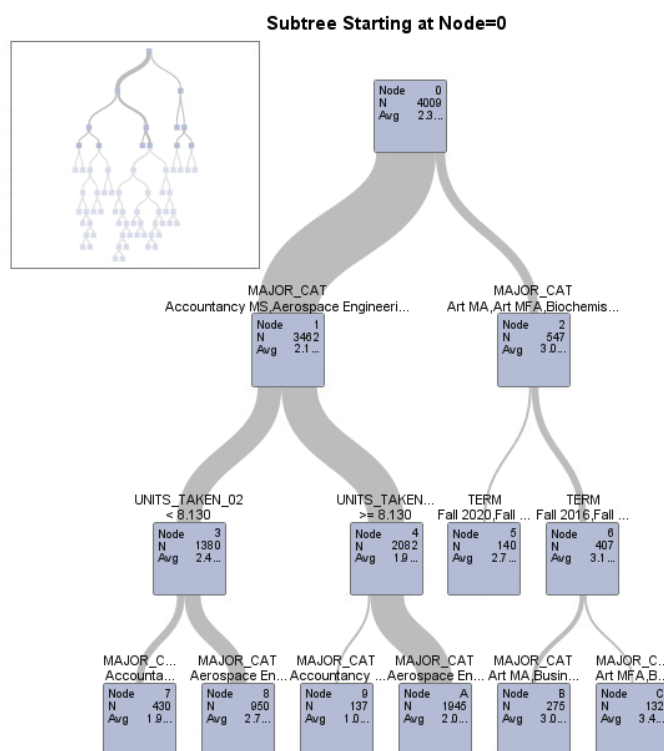 Subtree Starting at Node=0
Node 0
N 4009
Avg 2.3...
MAJOR_CAT
Accountancy MS,Aerospace Engineeri...
Node 1
N 3462
Avg 2.1...
MAJOR_CAT
Art MA,Art MFA,Biochemis...
Node 2
N 547
Avg 3.0...
UNITS_TAKEN_02
< 8.130
Node 3
N 1380
Avg 2.4...
UNITS_TAKEN...
>= 8.130
Node 4
N 2082
Avg 1.9...
TERM
Fall 2020,Fall ...
Node 5
N 140
Avg 2.7...
TERM
Fall 2016,Fall ...
Node 6
N 407
Avg 3.1...
MAJOR_C...
Accounta...
Node 7
N 430
Avg 1.9...
MAJOR_CAT
Aerospace En...
Node 8
N 950
Avg 2.7...
MAJOR_CAT
Accountancy ...
Node 9
N 137
Avg 1.0...
MAJOR_CAT
Aerospace En...
Node A
N 1945
Avg 2.0...
MAJOR_CAT
Art MA,Busin...
Node B
N 275
Avg 3.0...
MAJOR_C...
Art MFA,B...
Node C
N 132
Avg 3.4...